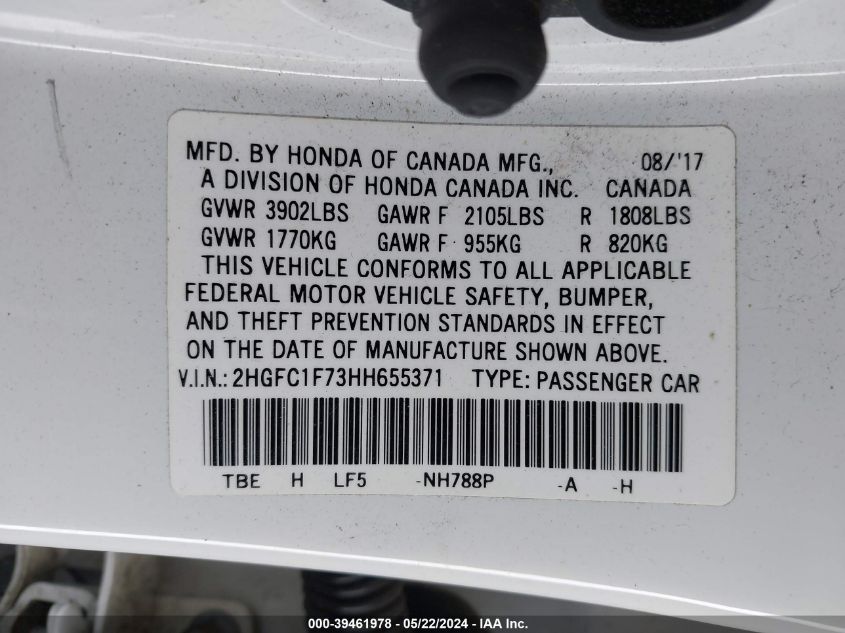 MFD. BY HONDA OF CANADA MFG., 08/'17
A DIVISION OF HONDA CANADA INC. CANADA
GVWR 3902LBS GAWR F 2105LBS R 1808LBS
GVWR 1770KG GAWR F 955KG R 820KG
THIS VEHICLE CONFORMS TO ALL APPLICABLE
FEDERAL MOTOR VEHICLE SAFETY, BUMPER,
AND THEFT PREVENTION STANDARDS IN EFFECT
ON THE DATE OF MANUFACTURE SHOWN ABOVE.
V.I.N.: 2HGFC1F73HH655371 TYPE: PASSENGER CAR
TBE H LF5 -NH788P -A -H
000-39461978 - 05/22/2024 - IAA Inc.